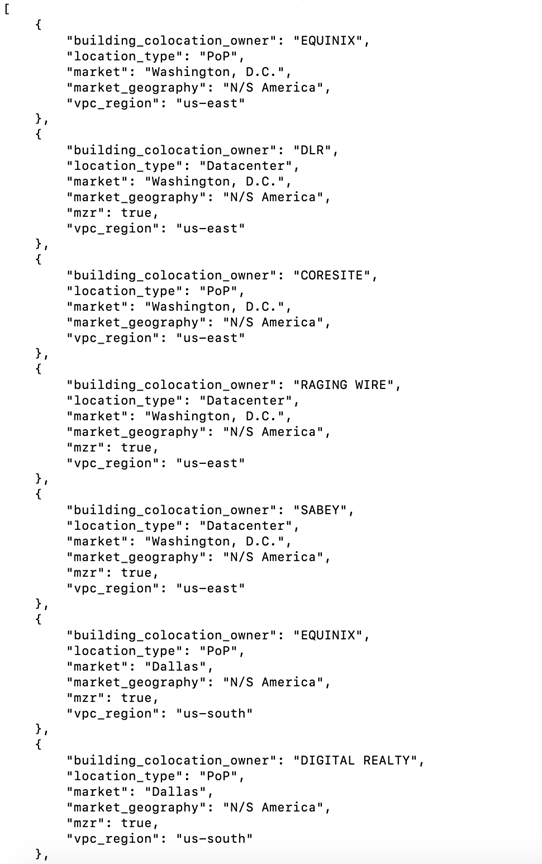 [
    {
        "building_colocation_owner": "EQUINIX",
        "location_type": "PoP",
        "market": "Washington, D.C.",
        "market_geography": "N/S America",
        "vpc_region": "us-east"
    },
    {
        "building_colocation_owner": "DLR",
        "location_type": "Datacenter",
        "market": "Washington, D.C.",
        "market_geography": "N/S America",
        "mzr": true,
        "vpc_region": "us-east"
    },
    {
        "building_colocation_owner": "CORESITE",
        "location_type": "PoP",
        "market": "Washington, D.C.",
        "market_geography": "N/S America",
        "vpc_region": "us-east"
    },
    {
        "building_colocation_owner": "RAGING WIRE",
        "location_type": "Datacenter",
        "market": "Washington, D.C.",
        "market_geography": "N/S America",
        "mzr": true,
        "vpc_region": "us-east"
    },
    {
        "building_colocation_owner": "SABEY",
        "location_type": "Datacenter",
        "market": "Washington, D.C.",
        "market_geography": "N/S America",
        "mzr": true,
        "vpc_region": "us-east"
    },
    {
        "building_colocation_owner": "EQUINIX",
        "location_type": "PoP",
        "market": "Dallas",
        "market_geography": "N/S America",
        "mzr": true,
        "vpc_region": "us-south"
    },
    {
        "building_colocation_owner": "DIGITAL REALTY",
        "location_type": "PoP",
        "market": "Dallas",
        "market_geography": "N/S America",
        "mzr": true,
        "vpc_region": "us-south"
    },